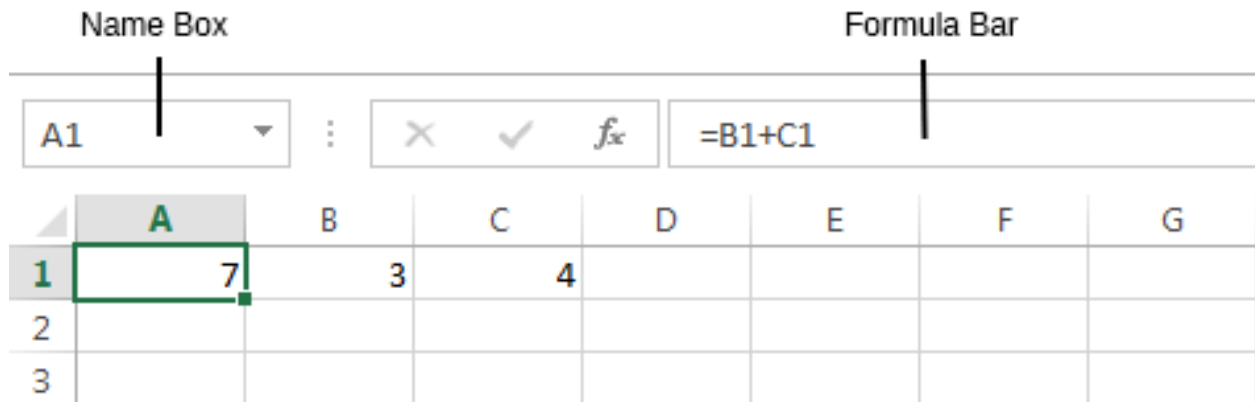 Name Box Formula Bar
A1 fx =B1+C1
A B C D E F G
1 7 3 4
2
3